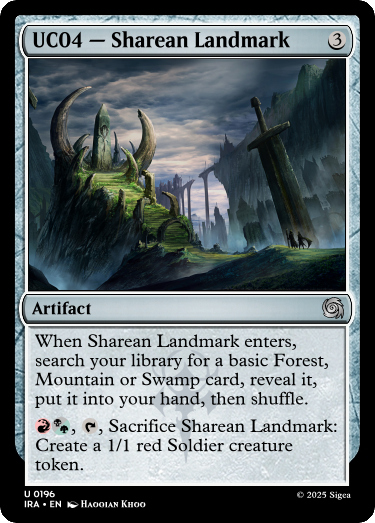 UC04 — Sharean Landmark 3
Artifact
When Sharean Landmark enters,
search your library for a basic Forest,
Mountain or Swamp card, reveal it,
put it into your hand, then shuffle.
, , Sacrifice Sharean Landmark:
Create a 1/1 red Soldier creature
token.
U 0196
IRA • EN Haoqian Khoo
© 2025 Sigea